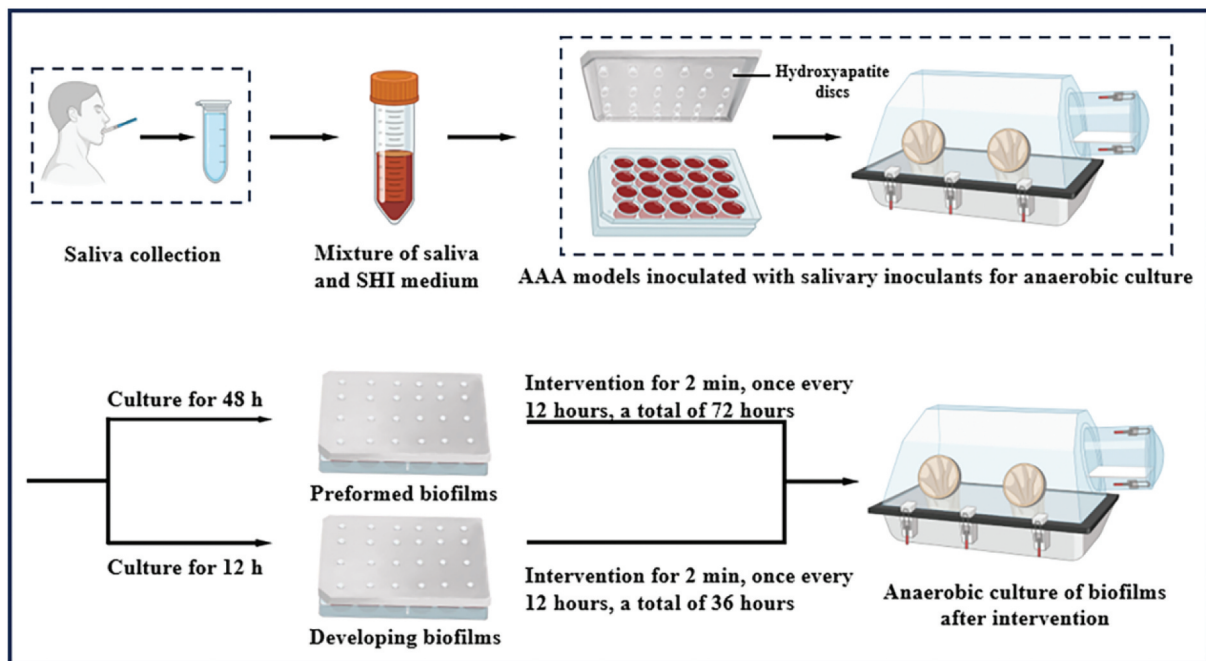 Hydroxyapatite
discs
Saliva collection
Mixture of saliva
and SHI medium
AAA models inoculated with salivary inoculants for anaerobic culture
Culture for 48 h
Preformed biofilms
Intervention for 2 min, once every
12 hours, a total of 72 hours
Culture for 12 h
Developing biofilms
Intervention for 2 min, once every
12 hours, a total of 36 hours
Anaerobic culture of biofilms
after intervention